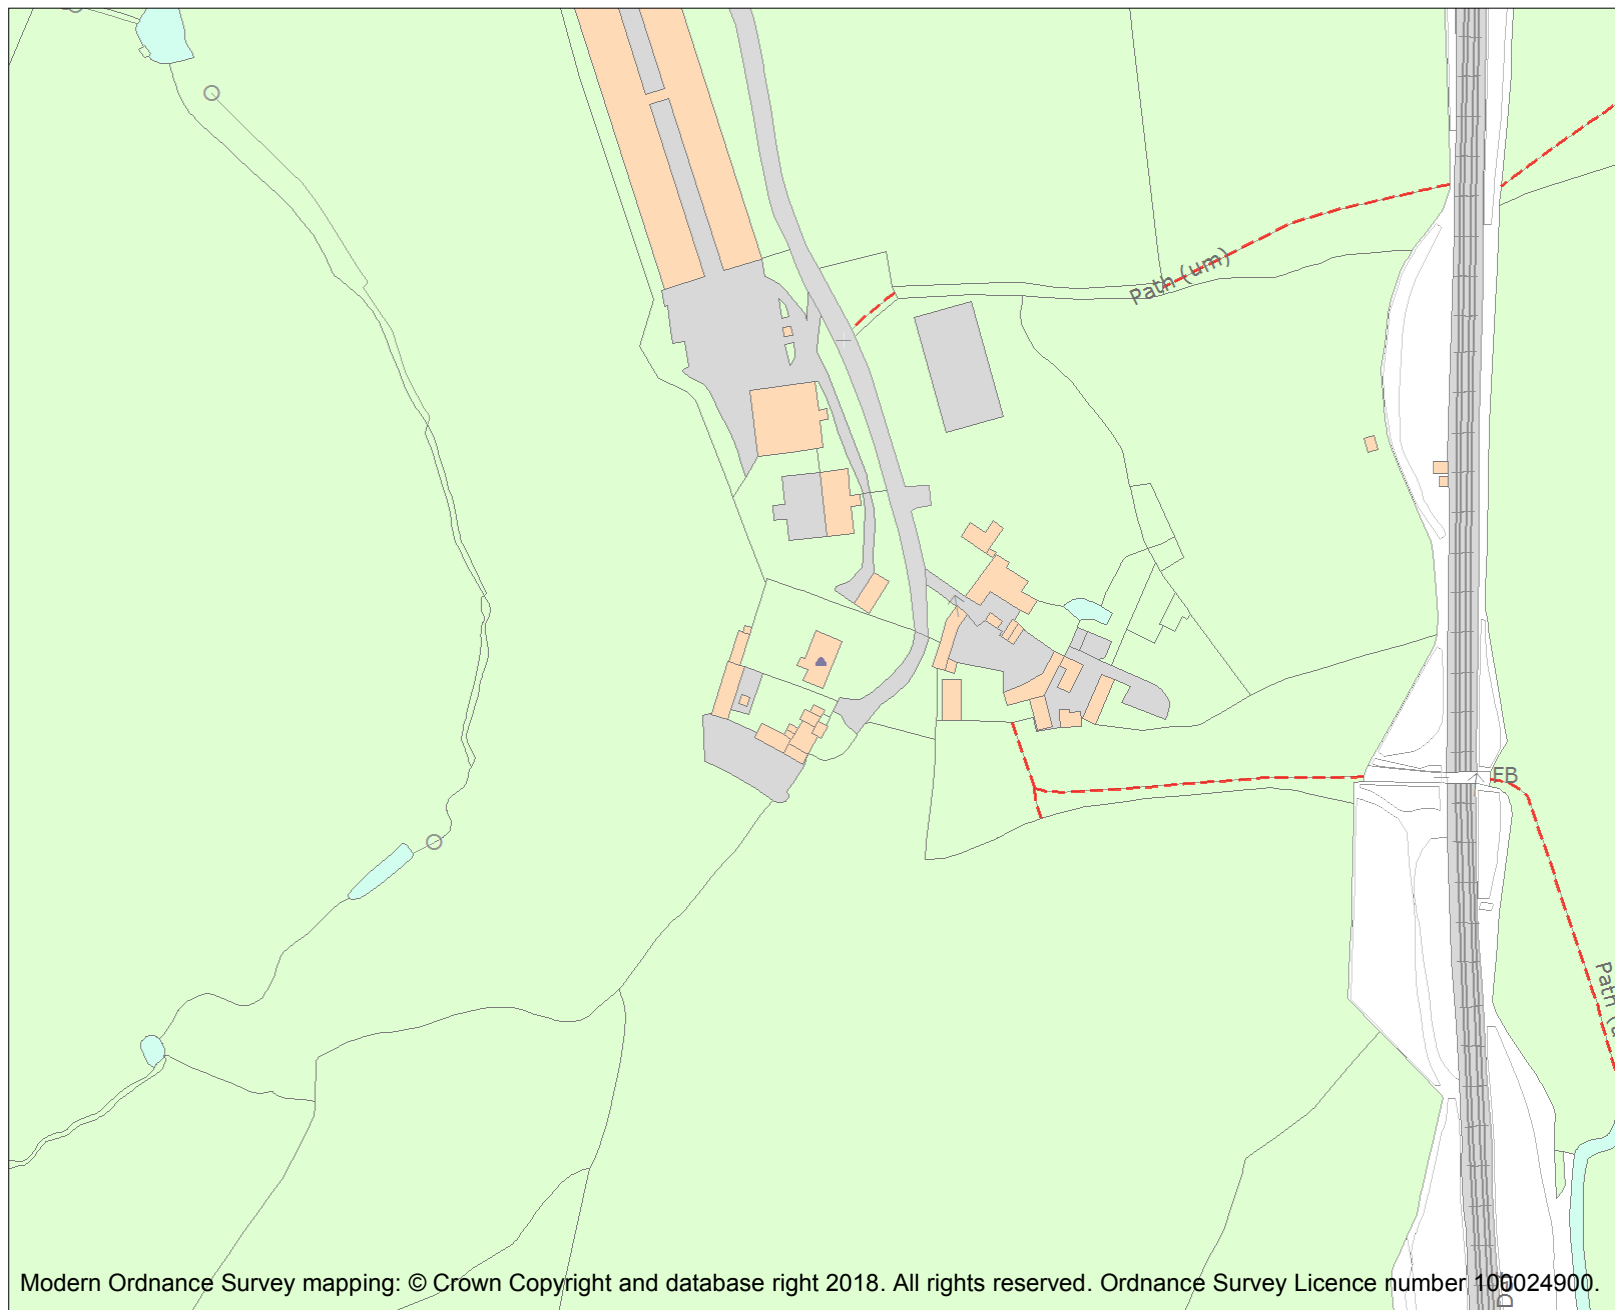 Path (um)
FB
Path (u
Modern Ordnance Survey mapping: © Crown Copyright and database right 2018. All rights reserved. Ordnance Survey Licence number 100024900.